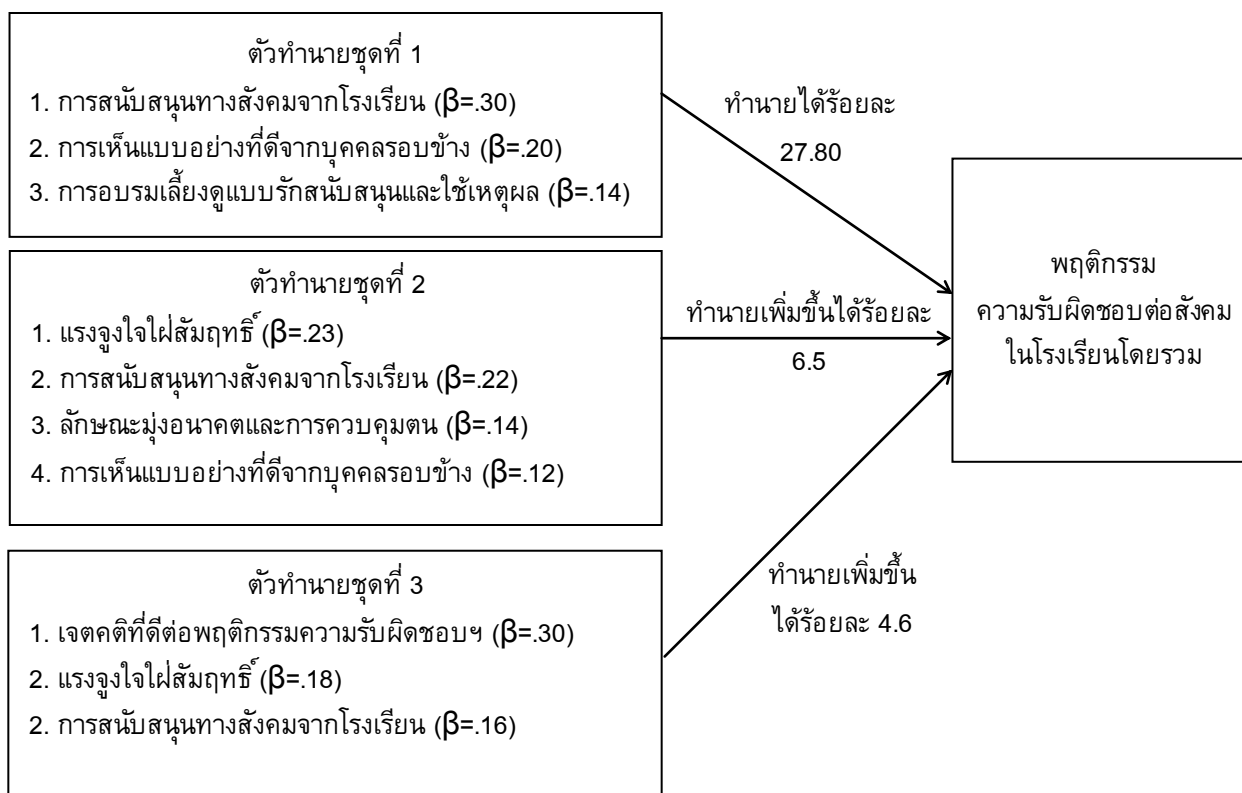 ตัวทำนายชุดที่ 1
1. การสนับสนุนทางสังคมจากโรงเรียน (β=.30)
2. การเห็นแบบอย่างที่ดีจากบุคคลรอบข้าง (β=.20)
3. การอบรมเลี้ยงดูแบบรักสนับสนุนและใช้เหตุผล (β=.14)
ทำนายได้ร้อยละ
27.80
ตัวทำนายชุดที่ 2
1. แรงจูงใจใฝ่สัมฤทธิ์ (β=.23)
2. การสนับสนุนทางสังคมจากโรงเรียน (β=.22)
3. ลักษณะมุ่งอนาคตและการควบคุมตน (β=.14)
4. การเห็นแบบอย่างที่ดีจากบุคคลรอบข้าง (β=.12)
ทำนายเพิ่มขึ้นได้ร้อยละ
6.5
พฤติกรรม
ความรับผิดชอบต่อสังคม
ในโรงเรียนโดยรวม
ตัวทำนายชุดที่ 3
1. เจตคติที่ดีต่อพฤติกรรมความรับผิดชอบฯ (β=.30)
2. แรงจูงใจใฝ่สัมฤทธิ์ (β=.18)
2. การสนับสนุนทางสังคมจากโรงเรียน (β=.16)
ทำนายเพิ่มขึ้น
ได้ร้อยละ 4.6